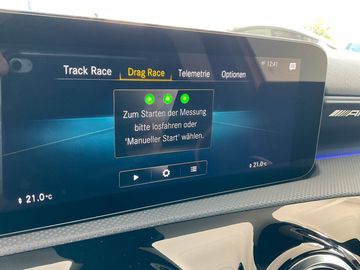 12:41
Track Race Drag Race Telemetrie Optionen
Zum Starten der Messung
bitte losfahren oder
'Manueller Start' wählen.
21.0°C 21.0°C